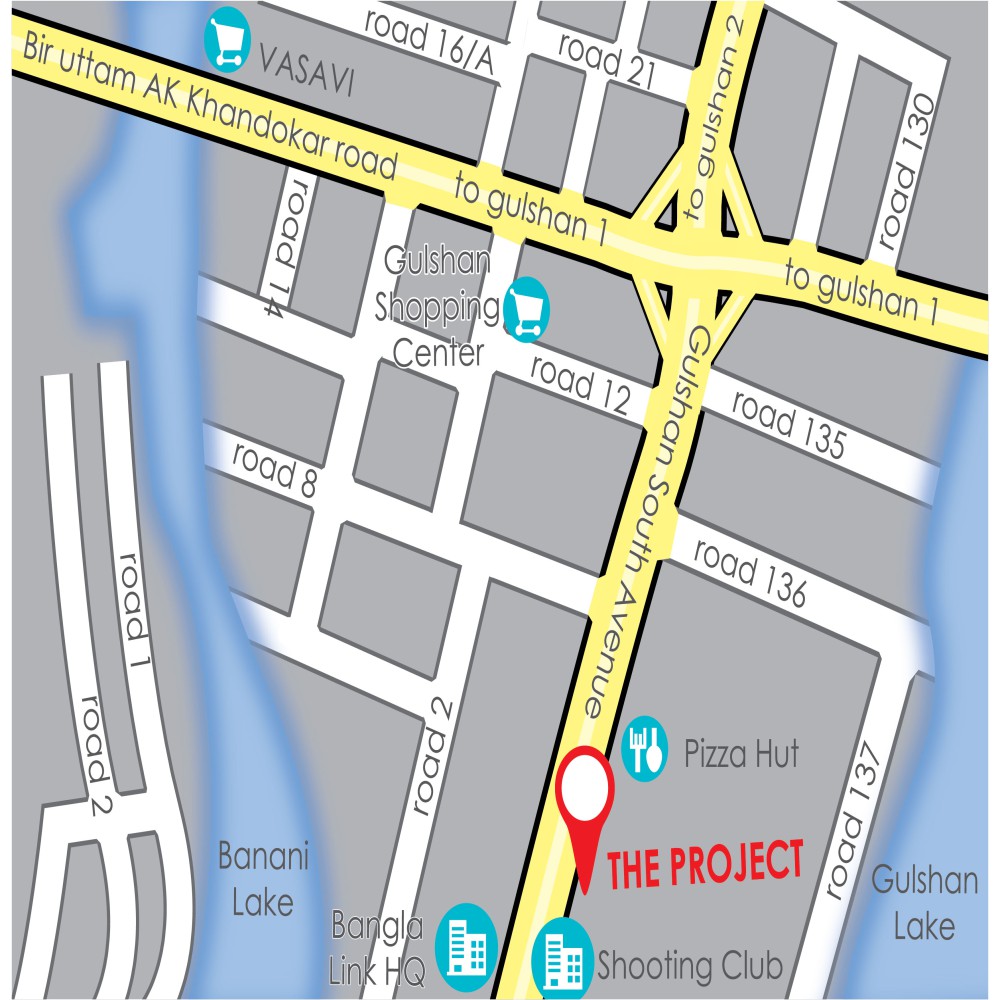 road 16/A
road 21
to gulshan 2
road 130
VASAVI
Bir uttam AK Khandokar road
to gulshan 1
to gulshan 1
road 14
Gulshan
Shopping
Center
road 12
road 135
Gulshan South Avenue
road 8
road 136
road 1
road 2
road 2
Pizza Hut
road 137
THE PROJECT
Banani
Lake
Gulshan
Lake
Bangla
Link HQ
Shooting Club